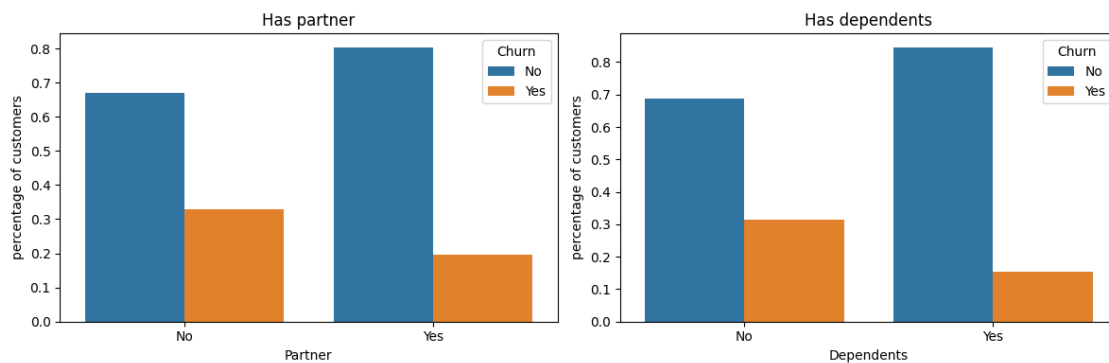 Has partner
percentage of customers
0.8
0.7
0.6
0.5
0.4
0.3
0.2
0.1
0.0
Churn
No
Yes
No
Yes
Partner
Has dependents
percentage of customers
0.8
0.7
0.6
0.5
0.4
0.3
0.2
0.1
0.0
Churn
No
Yes
No
Yes
Dependents